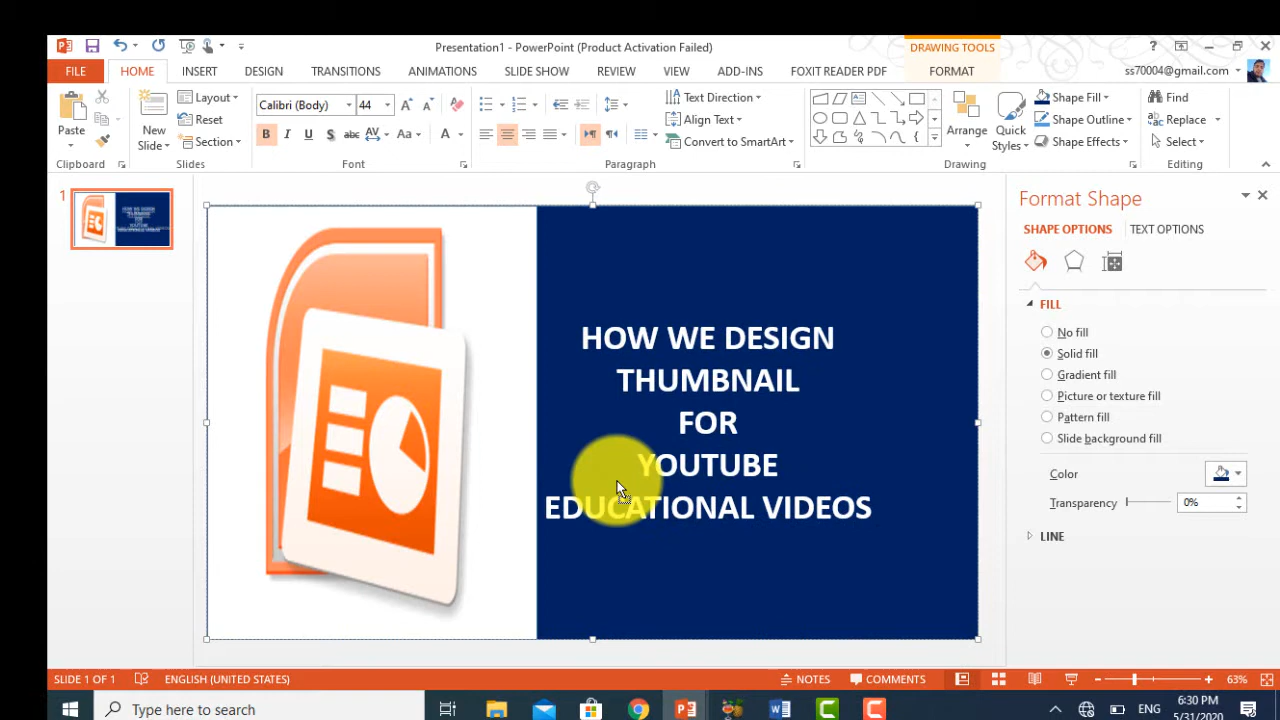 Presentation1 - PowerPoint (Product Activation Failed)
DRAWING TOOLS
FILE HOME INSERT DESIGN TRANSITIONS ANIMATIONS SLIDE SHOW REVIEW VIEW ADD-INS FOXIT READER PDF FORMAT
ss70004@gmail.com
Paste
Clipboard
New
Slide
Layout
Reset
Section
Slides
Calibri (Body) 44
B I U S abc AV Aa A
Font
Text Direction
Align Text
Convert to SmartArt
Paragraph
Arrange
Quick
Styles
Shape Fill
Shape Outline
Shape Effects
Drawing
Find
Replace
Select
Editing
1
HOW WE DESIGN
THUMBNAIL
FOR
YOUTUBE
EDUCATIONAL VIDEOS
Format Shape
SHAPE OPTIONS TEXT OPTIONS
FILL
No fill
Solid fill
Gradient fill
Picture or texture fill
Pattern fill
Slide background fill
Color
Transparency 0%
LINE
SLIDE 1 OF 1 ENGLISH (UNITED STATES) NOTES COMMENTS 63%
Type here to search
ENG
6:30 PM
5/31/2020